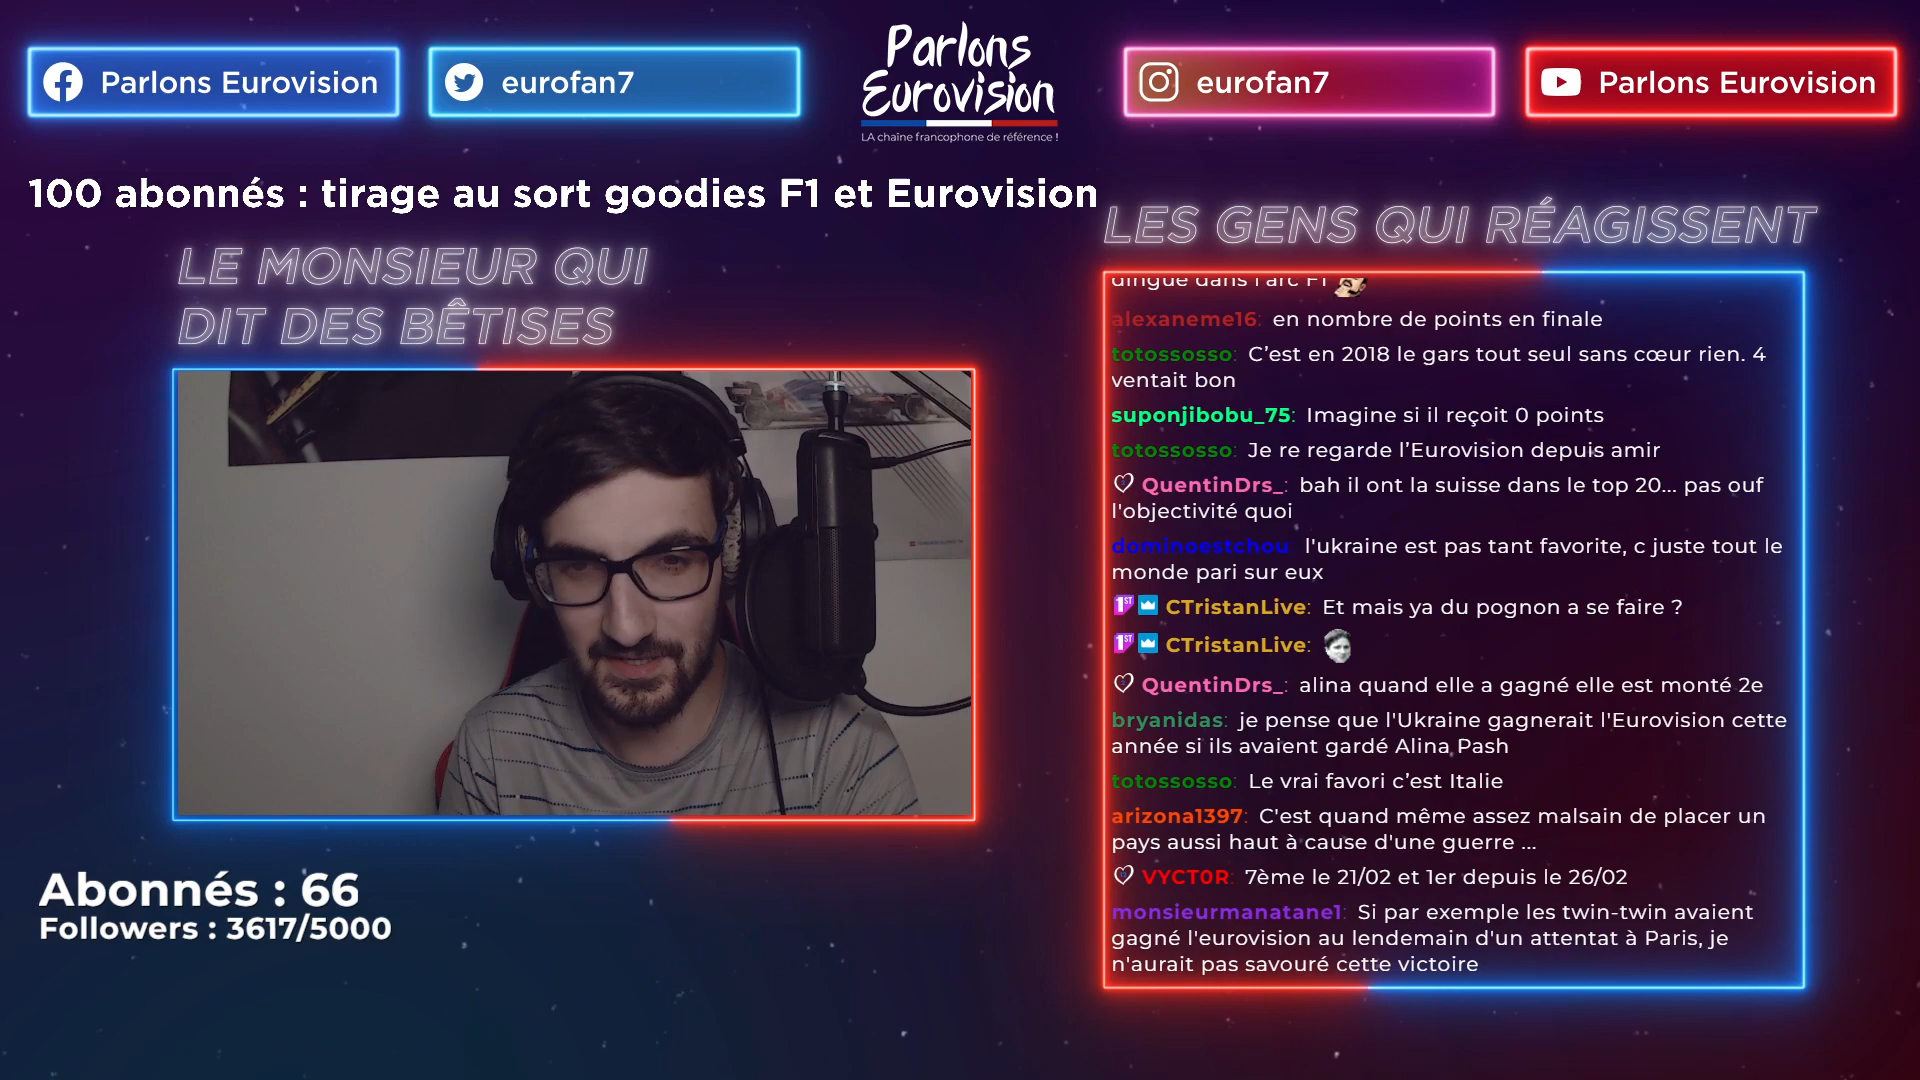 Parlons Eurovision
eurofan7
Parlons
Eurovision
LA chaîne francophone de référence !
eurofan7
Parlons Eurovision
100 abonnés : tirage au sort goodies F1 et Eurovision
LE MONSIEUR QUI
DIT DES BÊTISES
Abonnés : 66
Followers : 3617/5000
LES GENS QUI RÉAGISSENT
dingue dans l'arc F1
alexaneme16: en nombre de points en finale
totossosso: C’est en 2018 le gars tout seul sans cœur rien. 4
ventait bon
suponjibobu_75: Imagine si il reçoit 0 points
totossosso: Je re regarde l’Eurovision depuis amir
QuentinDrs_: bah il ont la suisse dans le top 20... pas ouf
l'objectivité quoi
dominoestchou: l'ukraine est pas tant favorite, c juste tout le
monde pari sur eux
1ST CTristanLive: Et mais ya du pognon a se faire ?
1ST CTristanLive:
QuentinDrs_: alina quand elle a gagné elle est monté 2e
bryanidas: je pense que l'Ukraine gagnerait l'Eurovision cette
année si ils avaient gardé Alina Pash
totossosso: Le vrai favori c’est Italie
arizona1397: C'est quand même assez malsain de placer un
pays aussi haut à cause d'une guerre ...
VYCT0R: 7ème le 21/02 et 1er depuis le 26/02
monsieurmanatane1: Si par exemple les twin-twin avaient
gagné l'eurovision au lendemain d'un attentat à Paris, je
n'aurait pas savouré cette victoire